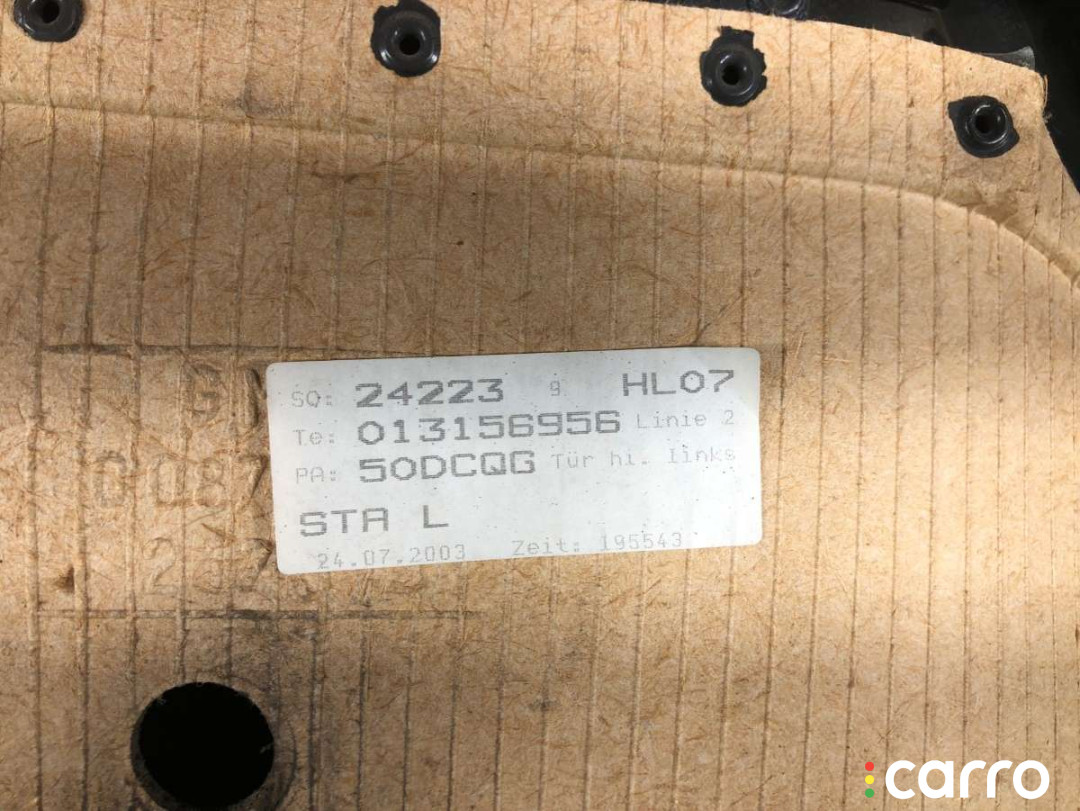 SQ: 24223 9 HL07
Te: 013156956 Linie 2
PA: 50DCQG Tür hi. links
STA L
24.07.2003 Zeit: 195543
carro